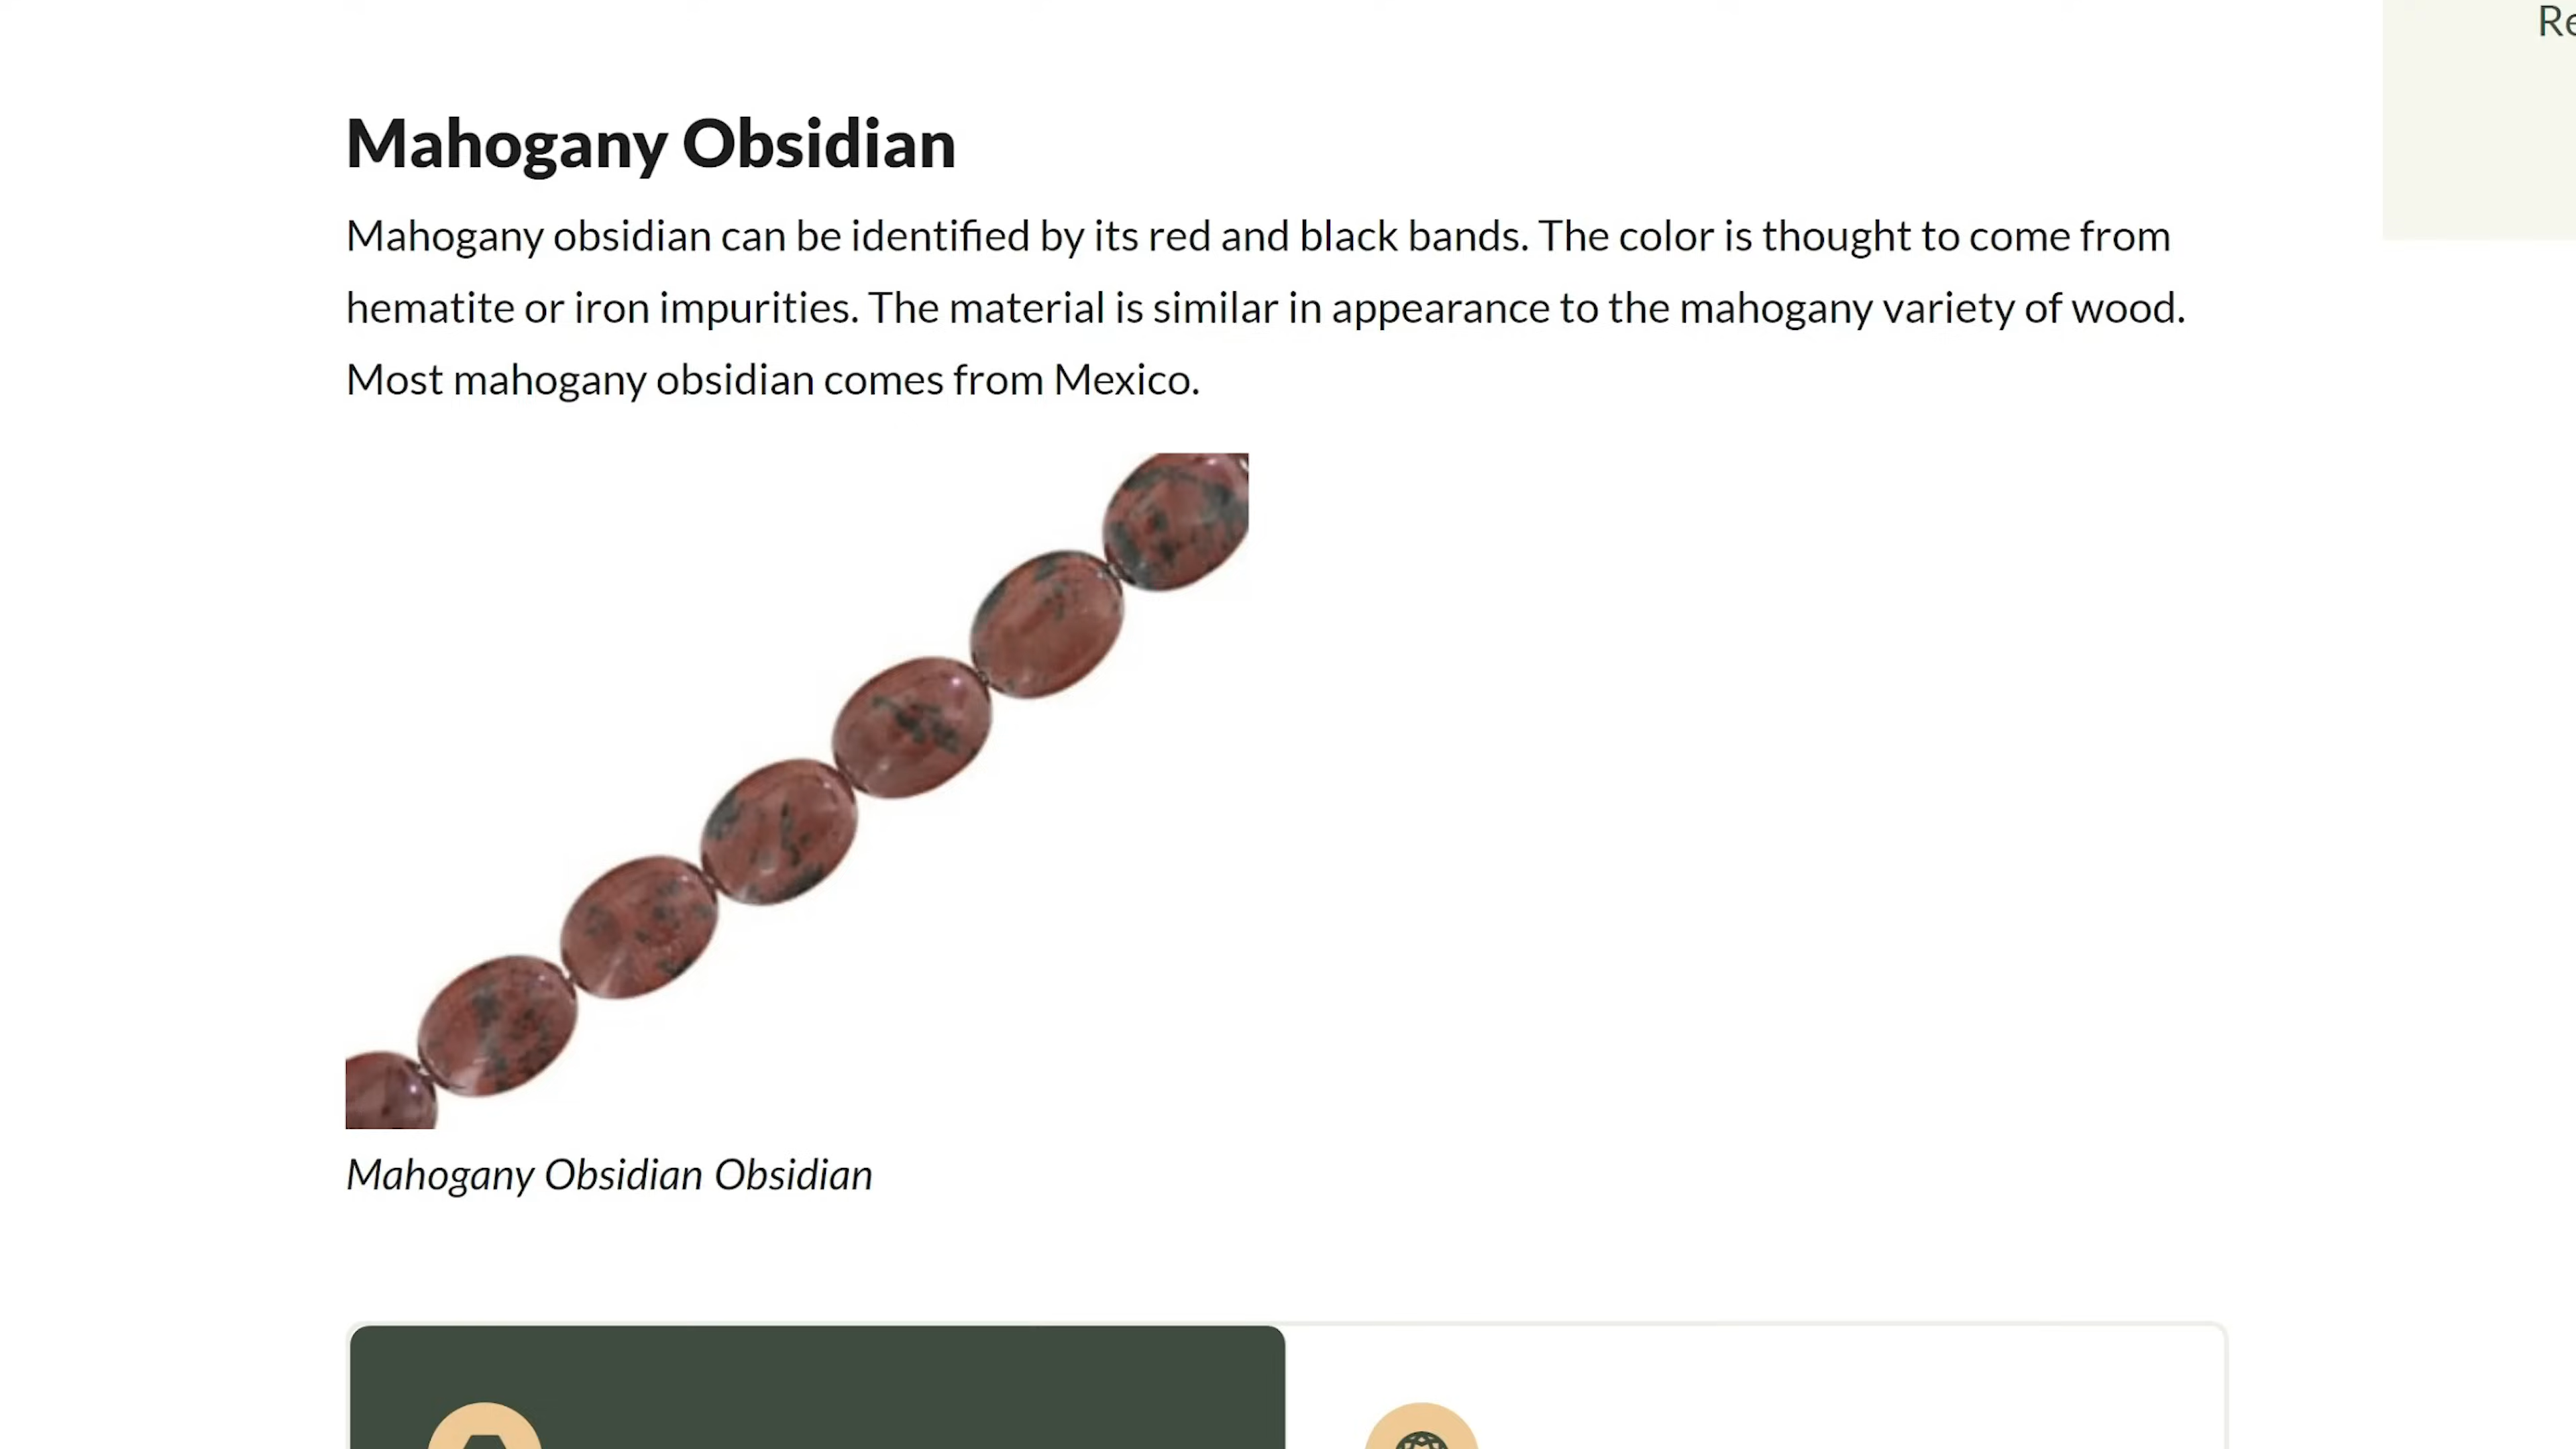 Re
Mahogany Obsidian
Mahogany obsidian can be identified by its red and black bands. The color is thought to come from
hematite or iron impurities. The material is similar in appearance to the mahogany variety of wood.
Most mahogany obsidian comes from Mexico.
Mahogany Obsidian Obsidian